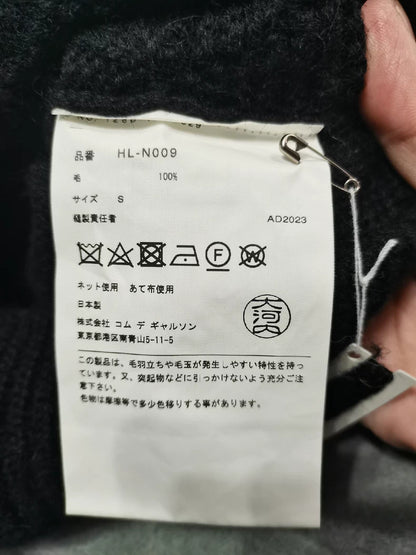 品番 HL-N009
毛 100%
サイズ S
縫製責任者 AD2023
F W
ネット使用 あて布使用
日本製
株式会社 コム デ ギャルソン
東京都港区南青山5-11-5
大河内
この製品は、毛羽立ちや毛玉が発生しやすい特性を持っ
ています。又、突起物などに引っかけないよう充分ご注
意下さい。
色物は摩擦等で多少色移りする事があります。